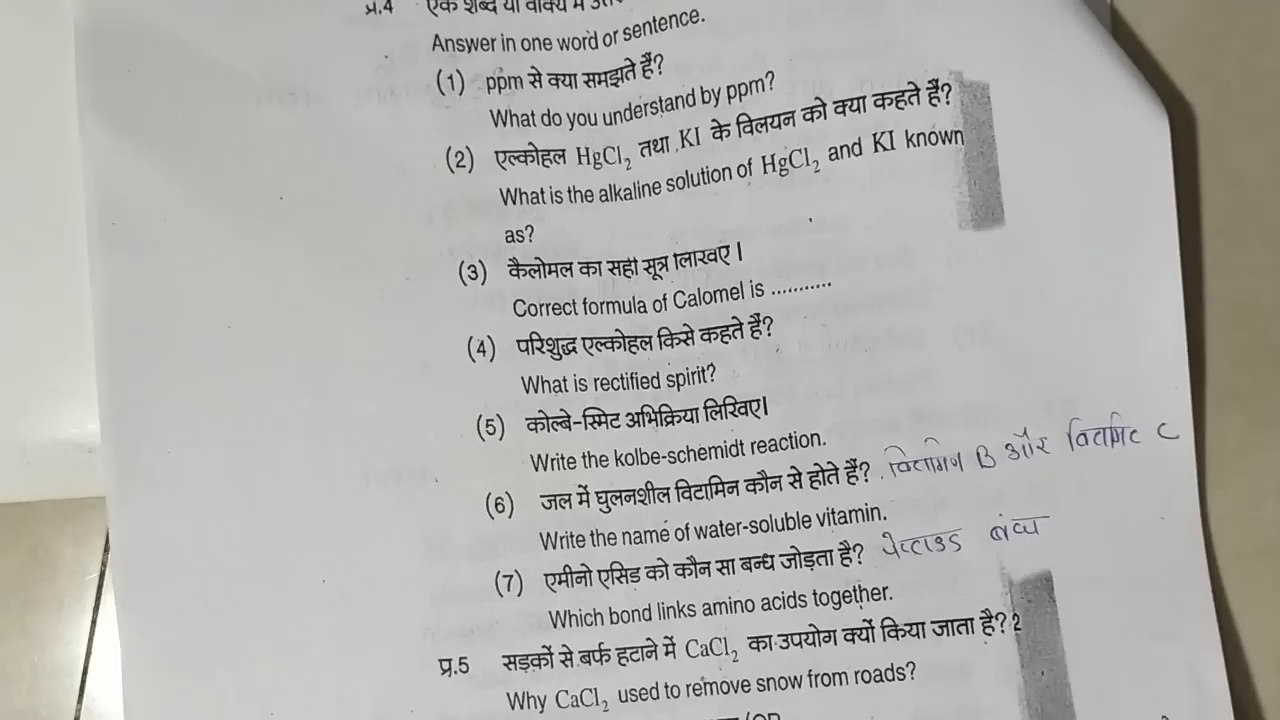 प्र.4 एक शब्द या वाक्य में
Answer in one word or sentence.
(1) ppm से क्या समझते हैं?
What do you understand by ppm?
(2) एल्कोहल HgCl₂ तथा KI के विलयन को क्या कहते हैं?
What is the alkaline solution of HgCl₂ and KI known
as?
(3) कैलोमल का सही सूत्र लिखिए।
Correct formula of Calomel is ...........
(4) परिशुद्ध एल्कोहल किसे कहते हैं?
What is rectified spirit?
(5) कोल्बे-स्मिट अभिक्रिया लिखिए।
Write the kolbe-schemidt reaction.
(6) जल में घुलनशील विटामिन कौन से होते हैं? विटामिन B और विटामिन C
Write the name of water-soluble vitamin.
(7) एमीनो एसिड को कौन सा बन्ध जोड़ता है? पेप्टाइड बंध
Which bond links amino acids together.
प्र.5 सड़कों से बर्फ हटाने में CaCl₂ का उपयोग क्यों किया जाता है? 2
Why CaCl₂ used to remove snow from roads?